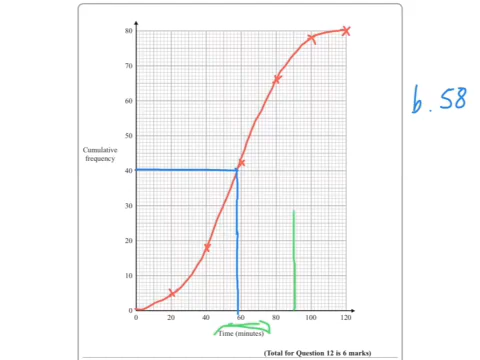 80
70
60
50
Cumulative
frequency
40
30
20
10
0
0 20 40 60 80 100 120
Time (minutes)
b. 58
(Total for Question 12 is 6 marks)